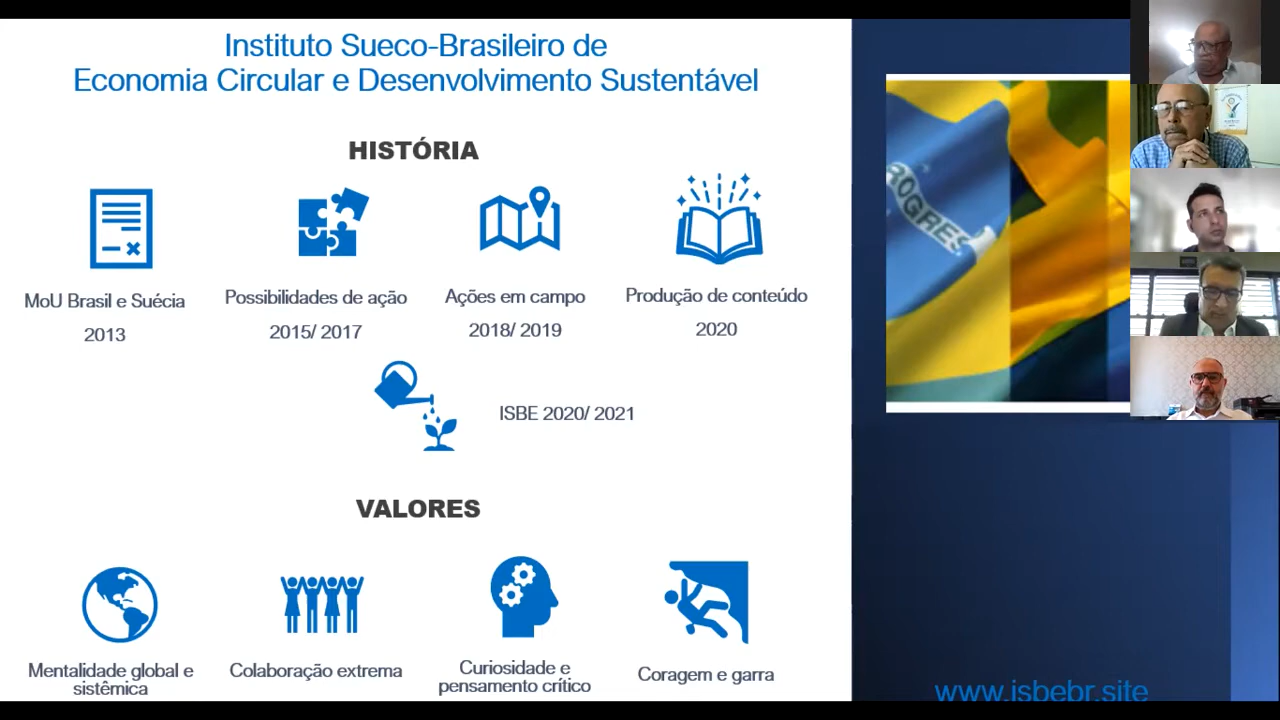 Instituto Sueco-Brasileiro de
Economia Circular e Desenvolvimento Sustentável
HISTÓRIA
MoU Brasil e Suécia
2013
Possibilidades de ação
2015/ 2017
Ações em campo
2018/ 2019
Produção de conteúdo
2020
ISBE 2020/ 2021
VALORES
Mentalidade global e
sistêmica
Colaboração extrema
Curiosidade e
pensamento crítico
Coragem e garra
ROGRES
www.isbebr.site